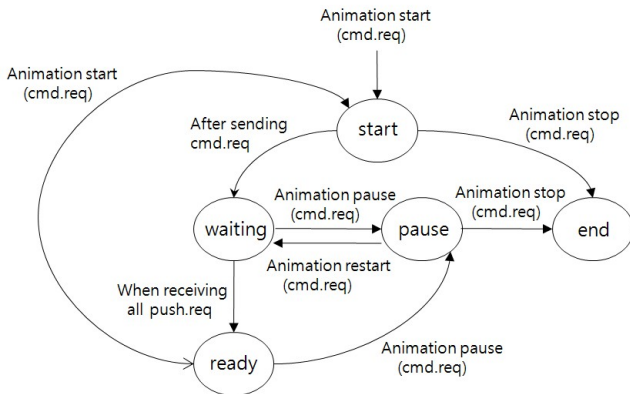 Animation start
(cmd.req)
Animation start
(cmd.req)
After sending
cmd.req
start
Animation stop
(cmd.req)
Animation pause
(cmd.req)
Animation stop
(cmd.req)
waiting
pause
end
Animation restart
(cmd.req)
When receiving
all push.req
ready
Animation pause
(cmd.req)